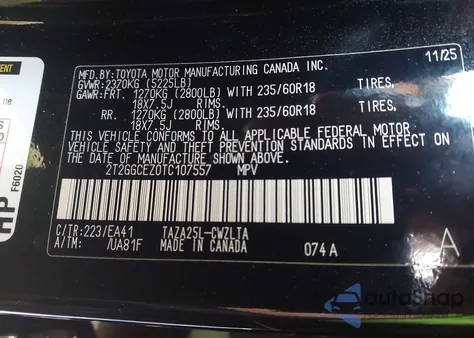 11/25
MFD BY: TOYOTA MOTOR MANUFACTURING CANADA INC.
GVWR: 2370KG (5225LB)
GAWR: FRT. 1270KG (2800LB) WITH 235/60R18 TIRES,
18X7.5J RIMS.
RR. 1270KG (2800LB) WITH 235/60R18 TIRES,
18X7.5J RIMS.
THIS VEHICLE CONFORMS TO ALL APPLICABLE FEDERAL MOTOR
VEHICLE SAFETY AND THEFT PREVENTION STANDARDS IN EFFECT
ON THE DATE OF MANUFACTURE SHOWN ABOVE.
2T2GGCEZ0TC107557 MPV
C/TR: 223/EA41 TAZA25L-CWZLTA
A/TM: /UA81F MADE IN CANADA 074A
A
HP
F6020
autoshop